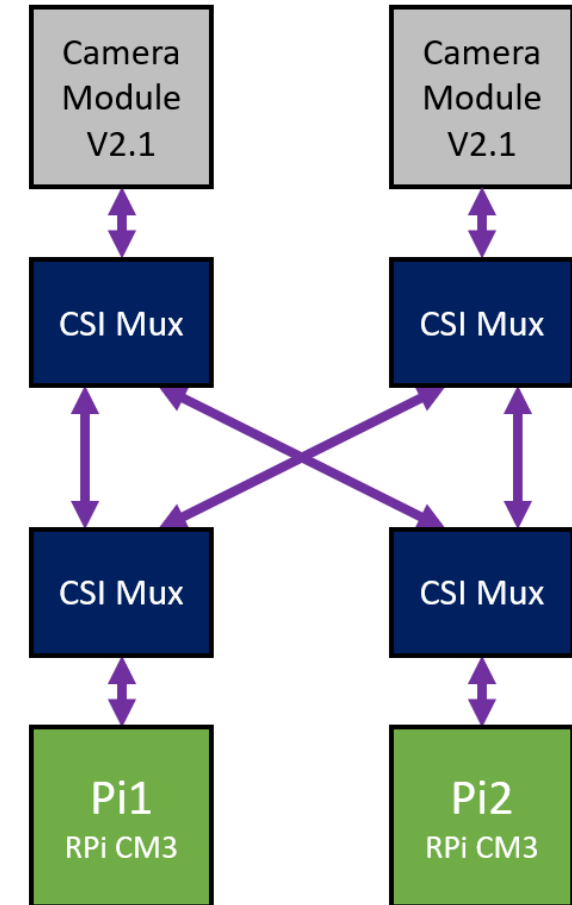 Camera
Module
V2.1
Camera
Module
V2.1
CSI Mux
CSI Mux
CSI Mux
CSI Mux
Pi1
RPi CM3
Pi2
RPi CM3